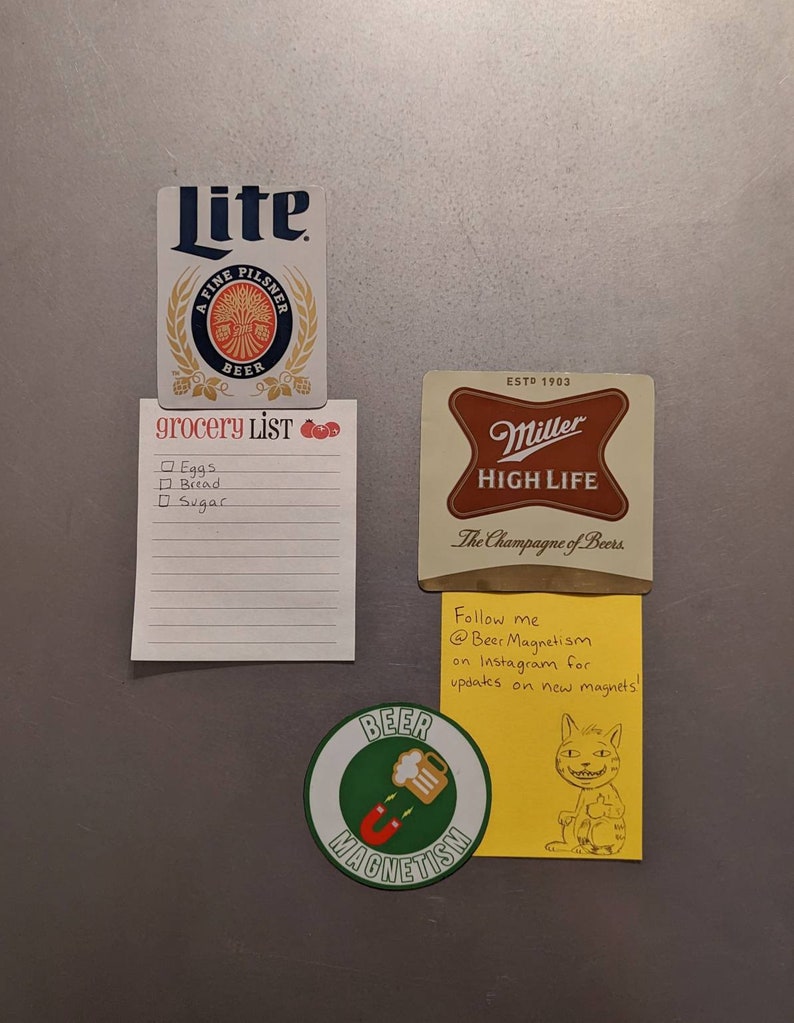 Lite®
A FINE PILSNER
BEER
TM
grocery LiST
Eggs
Bread
Sugar
ESTD 1903
Miller
HIGH LIFE
The Champagne of Beers.
Follow me
@BeerMagnetism
on Instagram for
updates on new magnets!
BEER
MAGNETISM